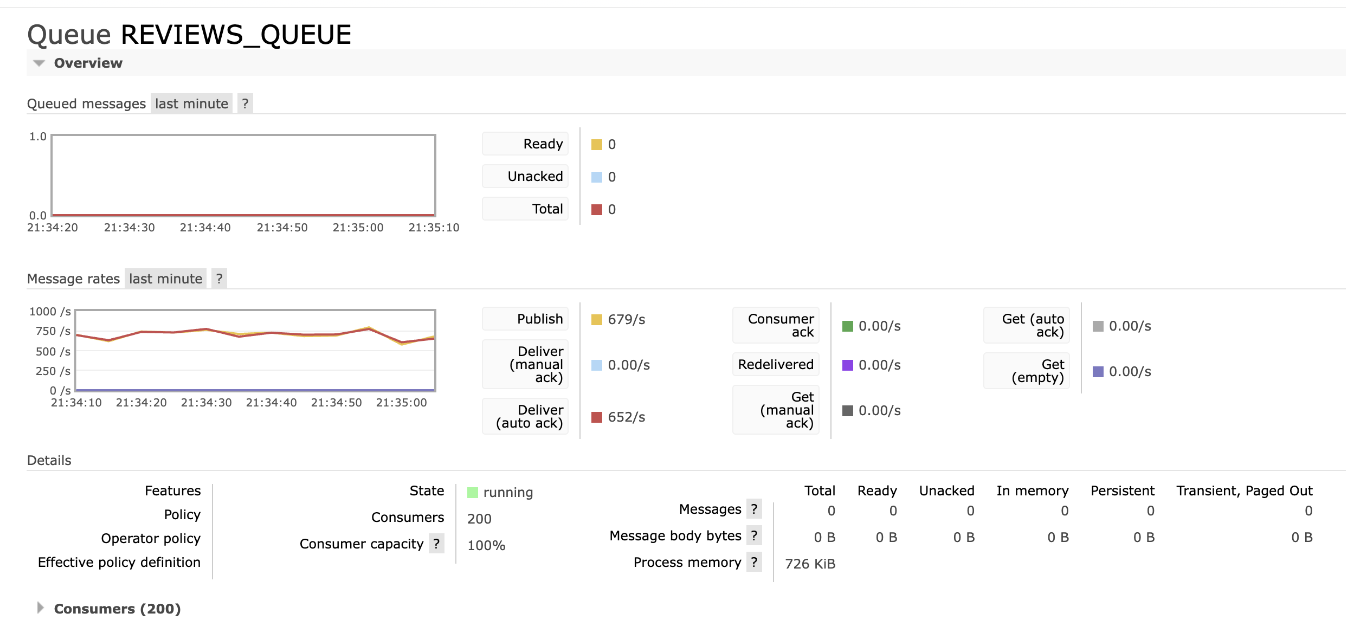 Queue REVIEWS_QUEUE
Overview
Queued messages last minute ?
1.0
0.0
21:34:20 21:34:30 21:34:40 21:34:50 21:35:00 21:35:10
Ready 0
Unacked 0
Total 0
Message rates last minute ?
1000 /s
750 /s
500 /s
250 /s
0 /s
21:34:10 21:34:20 21:34:30 21:34:40 21:34:50 21:35:00
Publish 679/s
Deliver
(manual
ack) 0.00/s
Deliver
(auto ack) 652/s
Consumer
ack 0.00/s
Redelivered 0.00/s
Get
(manual
ack) 0.00/s
Get (auto
ack) 0.00/s
Get
(empty) 0.00/s
Details
Features
Policy
Operator policy
Effective policy definition
State running
Consumers 200
Consumer capacity ? 100%
Total Ready Unacked In memory Persistent Transient, Paged Out
Messages ? 0 0 0 0 0 0
Message body bytes ? 0 B 0 B 0 B 0 B 0 B 0 B
Process memory ? 726 KiB
Consumers (200)